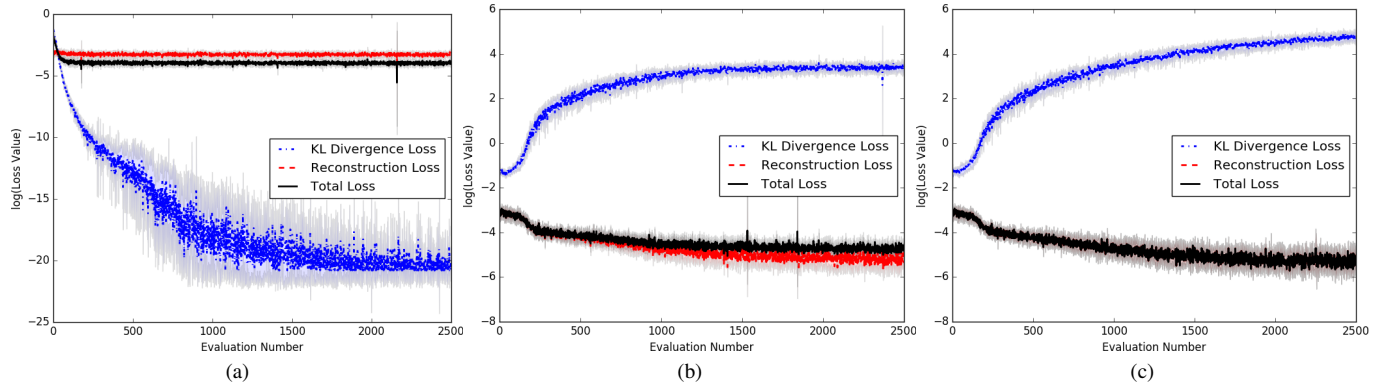 0
−5
−10
−15
−20
−25
log(Loss Value)
KL Divergence Loss
Reconstruction Loss
Total Loss
0 500 1000 1500 2000 2500
Evaluation Number
(a)
6
4
2
0
−2
−4
−6
−8
log(Loss Value)
KL Divergence Loss
Reconstruction Loss
Total Loss
0 500 1000 1500 2000 2500
Evaluation Number
(b)
6
4
2
0
−2
−4
−6
−8
log(Loss Value)
KL Divergence Loss
Reconstruction Loss
Total Loss
0 500 1000 1500 2000 2500
Evaluation Number
(c)